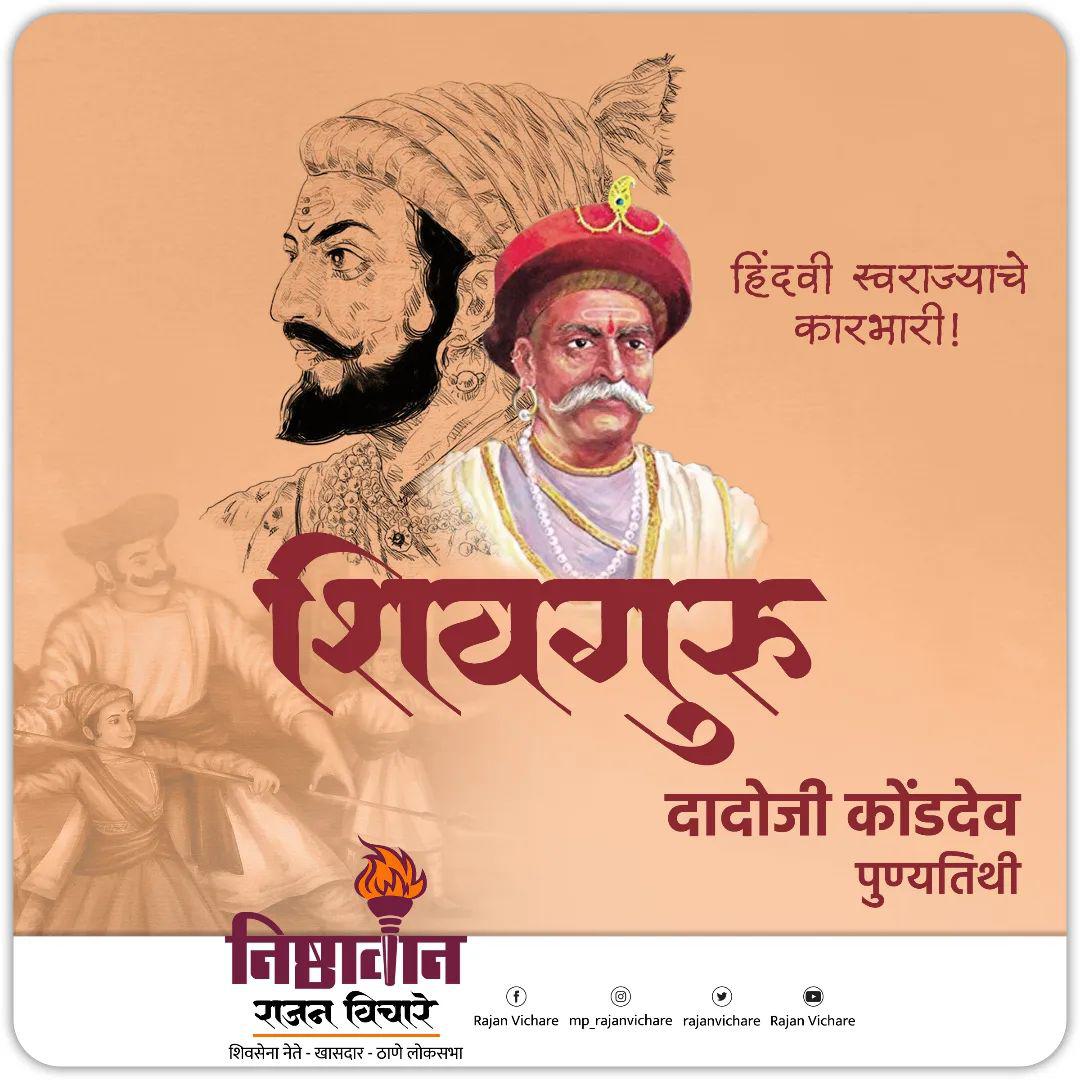 हिंदवी स्वराज्याचे
कारभारी!
शिवगुरु
दादोजी कोंडदेव
पुण्यतिथी
निष्ठावान
राजन विचारे
शिवसेना नेते - खासदार - ठाणे लोकसभा
Rajan Vichare mp_rajanvichare rajanvichare Rajan Vichare